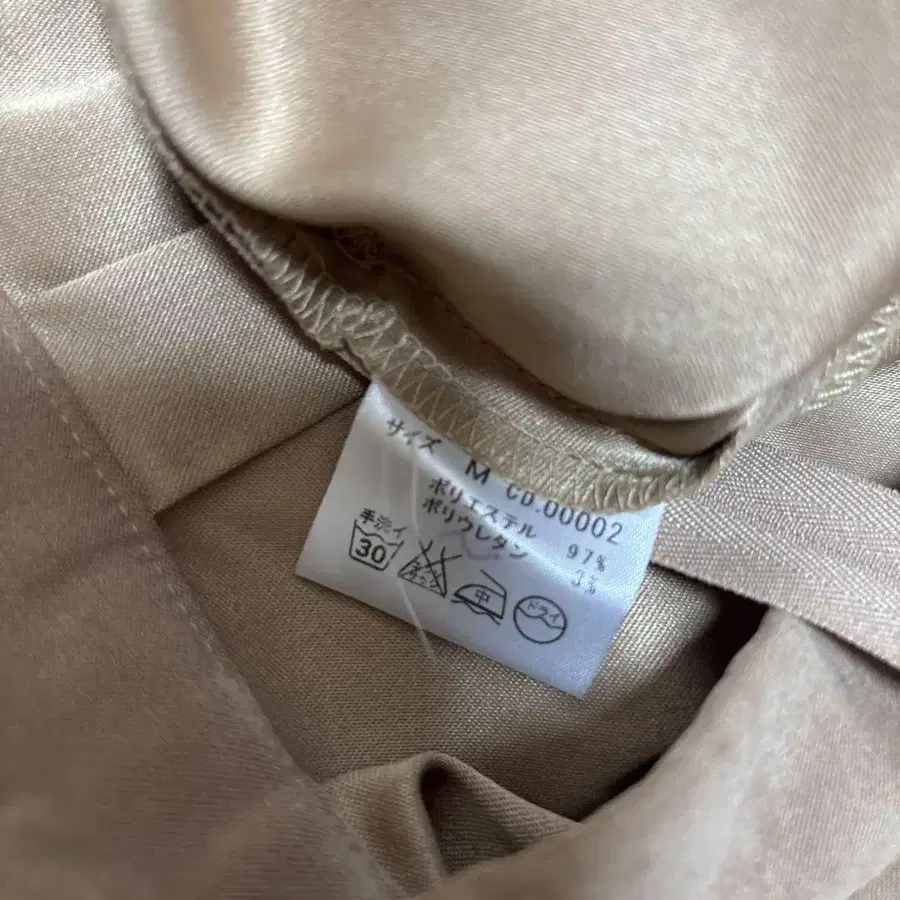 サイズ M CD.00002
ポリエステル 97%
ポリウレタン 3%
手洗イ
30
中
ドライ